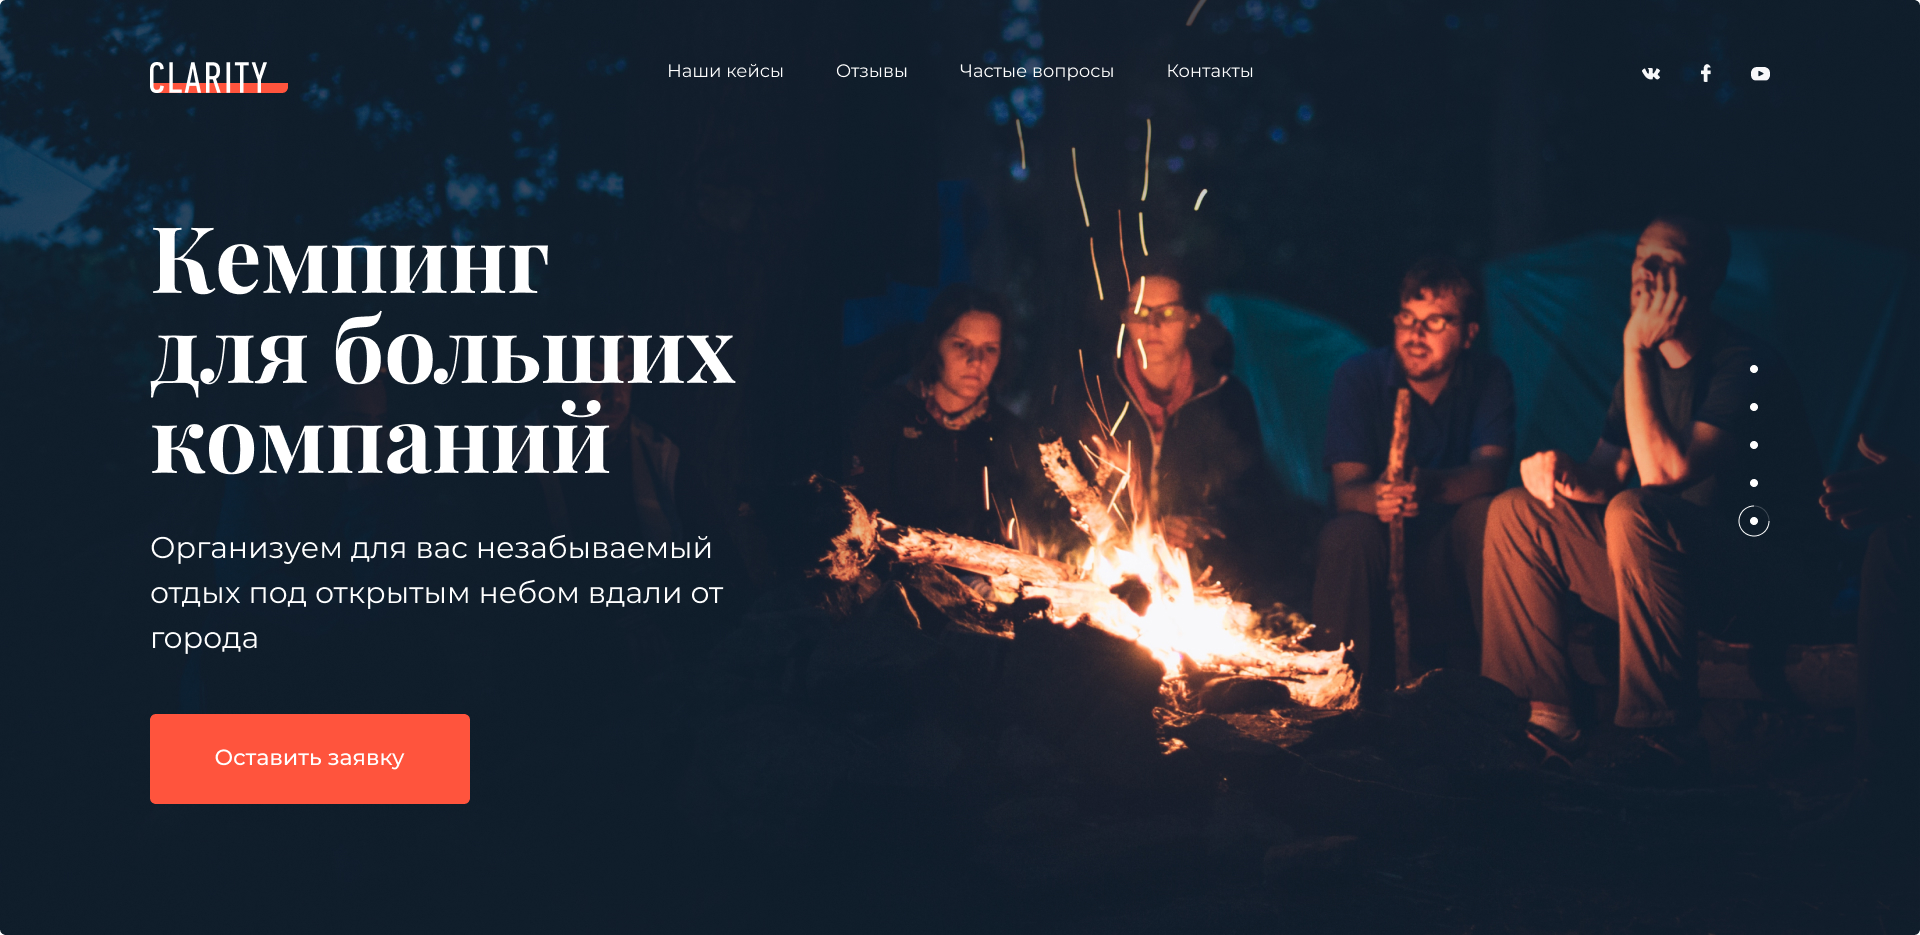 CLARITY
Наши кейсы
Отзывы
Частые вопросы
Контакты
Кемпинг
для больших
компаний
Организуем для вас незабываемый
отдых под открытым небом вдали от
города
Оставить заявку